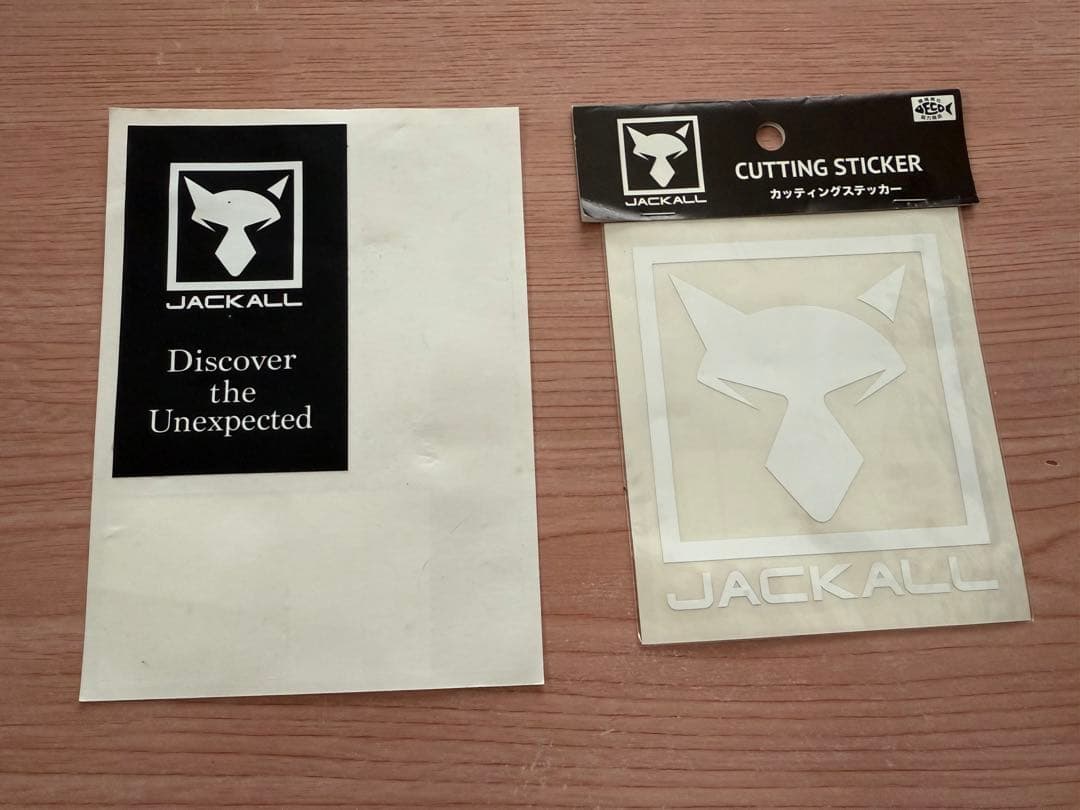 JACKALL
Discover
the
Unexpected
JACKALL
CUTTING STICKER
カッティングステッカー
ECO
JACKALL